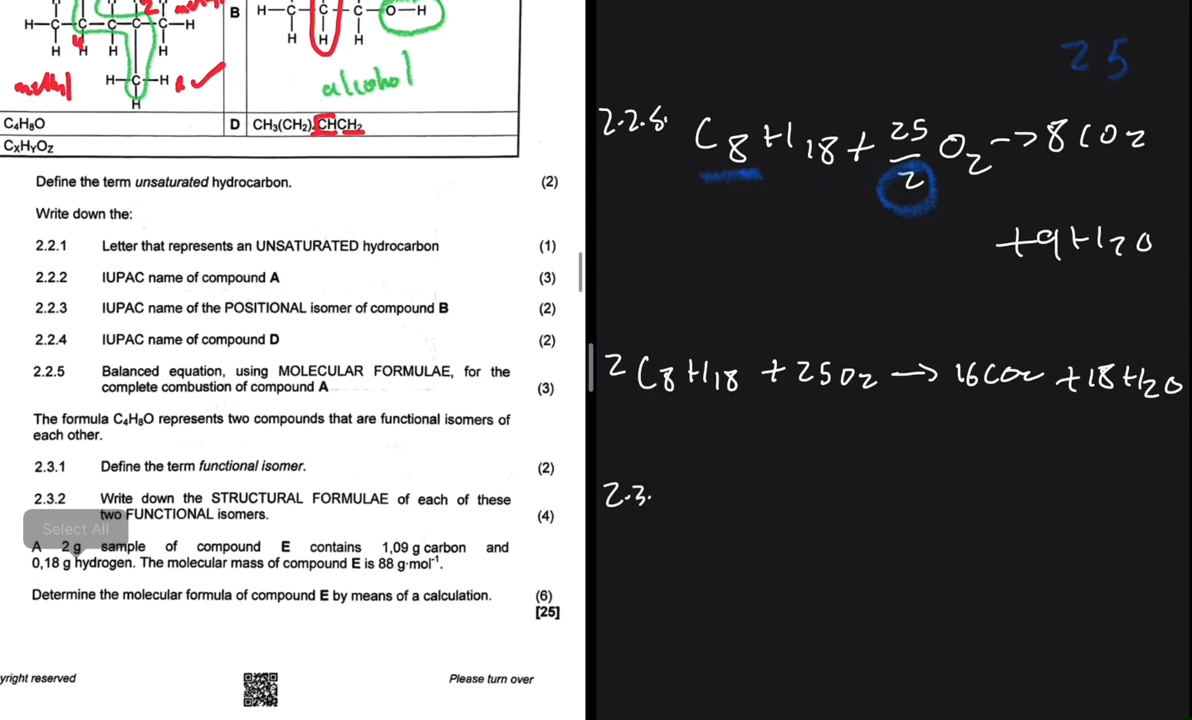 2 methyl
H—C—C—C—C—C—H
H H H H
methyl H—C—H
H
B H—C—C—C—O—H
H H H
alcohol
C₄H₈O
D CH₃(CH₂)₂CHCH₂
CₓHᵧO_Z
Define the term unsaturated hydrocarbon. (2)
Write down the:
2.2.1 Letter that represents an UNSATURATED hydrocarbon (1)
2.2.2 IUPAC name of compound A (3)
2.2.3 IUPAC name of the POSITIONAL isomer of compound B (2)
2.2.4 IUPAC name of compound D (2)
2.2.5 Balanced equation, using MOLECULAR FORMULAE, for the
complete combustion of compound A (3)
The formula C₄H₈O represents two compounds that are functional isomers of
each other.
2.3.1 Define the term functional isomer. (2)
2.3.2 Write down the STRUCTURAL FORMULAE of each of these
two FUNCTIONAL isomers. (4)
Select All
A 2 g sample of compound E contains 1,09 g carbon and
0,18 g hydrogen. The molecular mass of compound E is 88 g·mol⁻¹.
Determine the molecular formula of compound E by means of a calculation. (6)
[25]
yright reserved
Please turn over
25
2.2.5. C8H18 + 25/2 O2 -> 8CO2
+9H2O
2C8H18 + 25O2 -> 16CO2 + 18H2O
2.3.